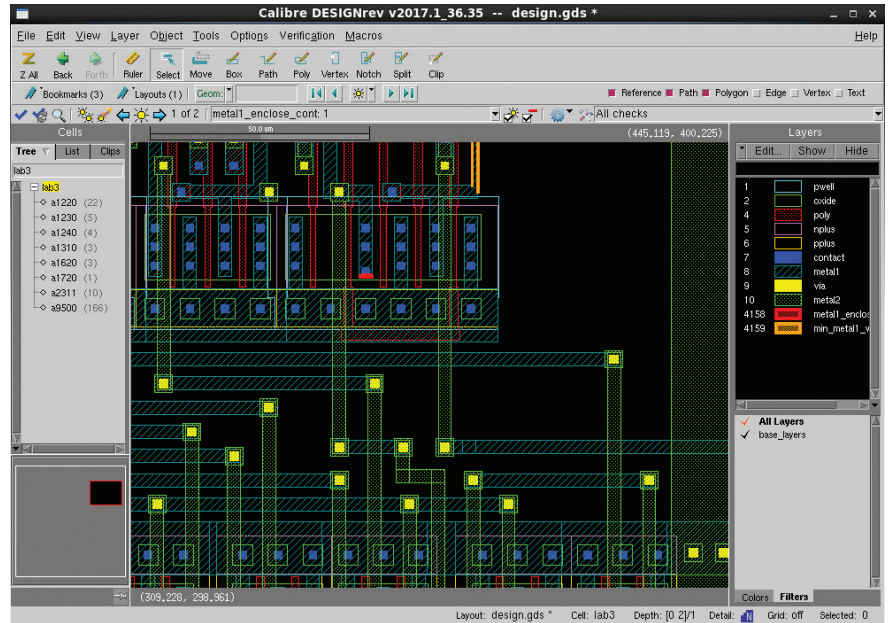 Calibre DESIGNrev v2017.1_36.35 -- design.gds *
File Edit View Layer Object Tools Options Verification Macros Help
Z All Back Forth Ruler Select Move Box Path Poly Vertex Notch Split Clip
Bookmarks (3) Layouts (1) Geom: Reference Path Polygon Edge Vertex Text
1 of 2 metal1_enclose_cont: 1 All checks
Cells 50.0 um (445.119, 400.225) Layers
Tree List Clips Edit... Show Hide
lab3
lab3
a1220 (22)
a1230 (5)
a1240 (4)
a1310 (3)
a1620 (3)
a1720 (1)
a2311 (10)
a9500 (166)
1 pwell
2 oxide
4 poly
5 nplus
6 pplus
7 contact
8 metal1
9 via
10 metal2
4158 metal1_enclos
4159 min_metal1_v
All Layers
base_layers
(309.228, 298.961) Colors Filters
Layout: design.gds * Cell: lab3 Depth: [0 2]/1 Detail: N Grid: off Selected: 0